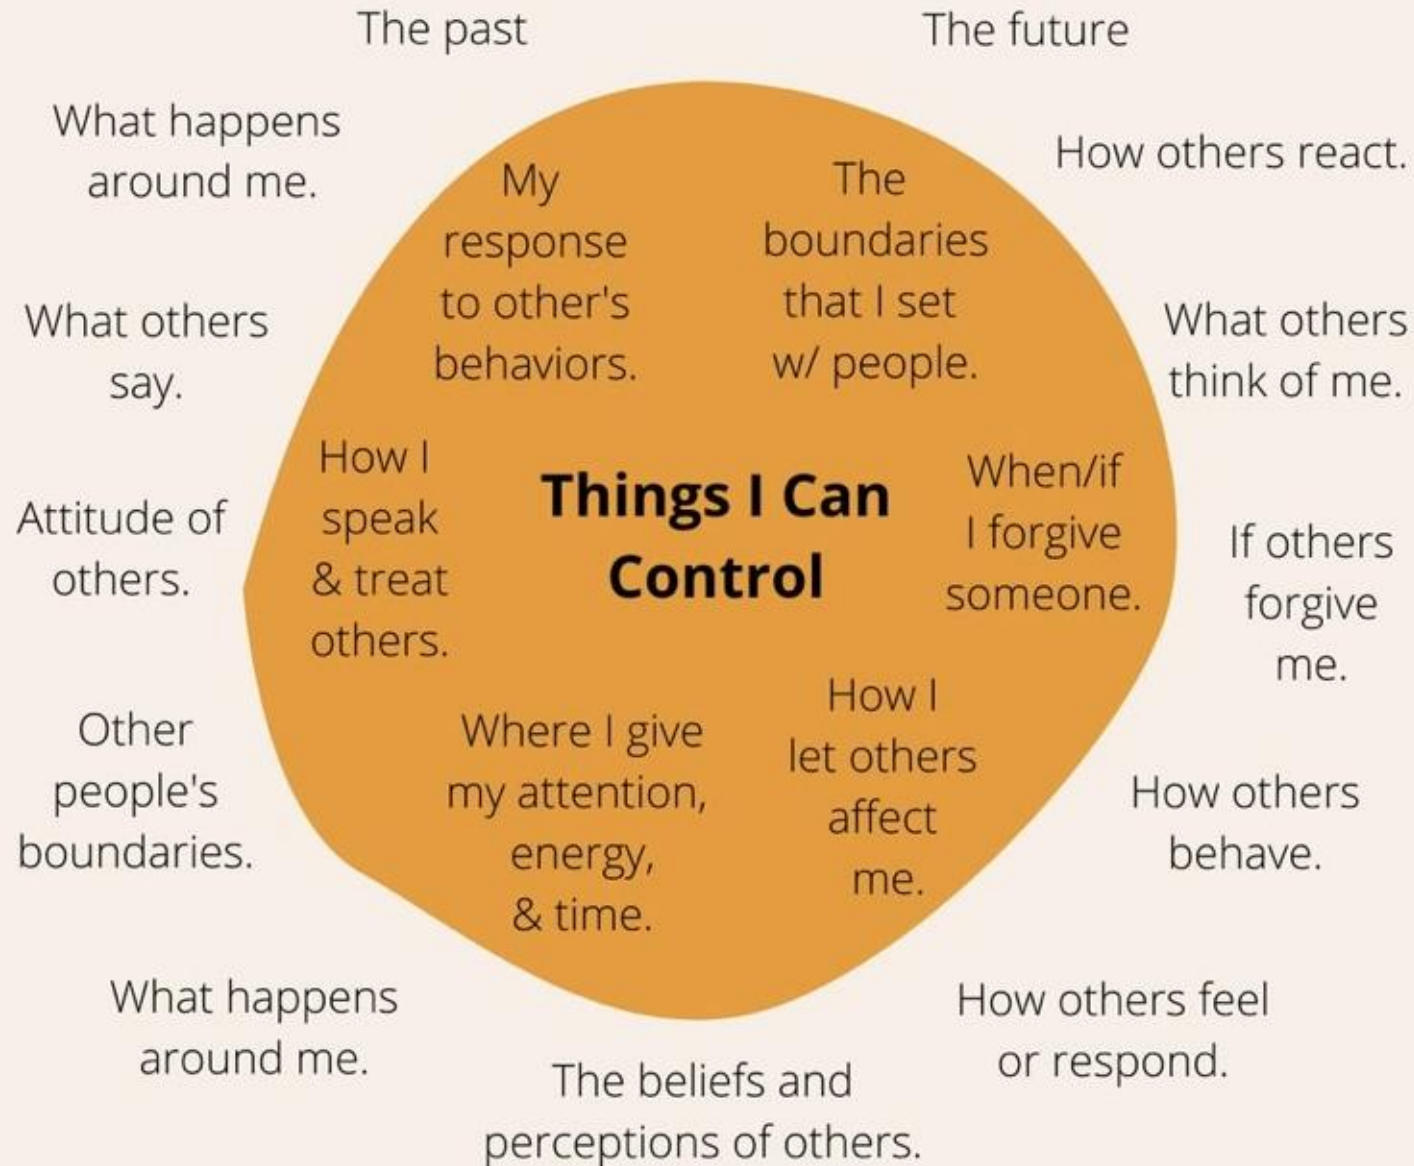 The past
The future
What happens
around me.
How others react.
My
response
to other's
behaviors.
The
boundaries
that I set
w/ people.
What others
say.
What others
think of me.
How I
speak
& treat
others.
Things I Can
Control
When/if
I forgive
someone.
Attitude of
others.
If others
forgive
me.
Other
people's
boundaries.
Where I give
my attention,
energy,
& time.
How I
let others
affect
me.
How others
behave.
What happens
around me.
How others feel
or respond.
The beliefs and
perceptions of others.